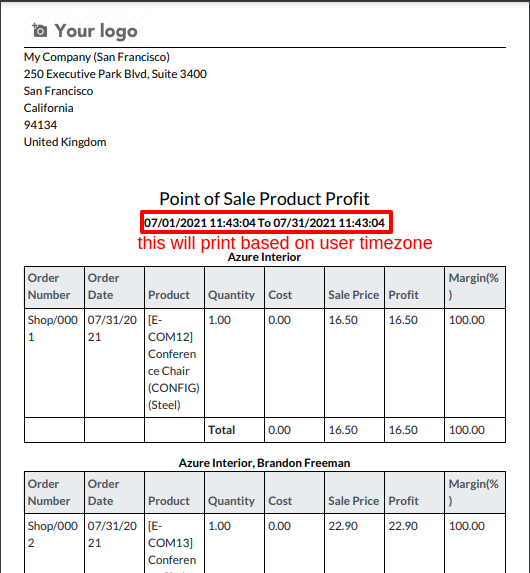 Your logo
My Company (San Francisco)
250 Executive Park Blvd, Suite 3400
San Francisco
California
94134
United Kingdom
Point of Sale Product Profit
07/01/2021 11:43:04 To 07/31/2021 11:43:04
this will print based on user timezone
Azure Interior
Order Number Order Date Product Quantity Cost Sale Price Profit Margin(%)
Shop/0001 07/31/2021 [E-COM12] Conference Chair (CONFIG) (Steel) 1.00 0.00 16.50 16.50 100.00
Total 0.00 16.50 16.50 100.00
Azure Interior, Brandon Freeman
Order Number Order Date Product Quantity Cost Sale Price Profit Margin(%)
Shop/0002 07/31/2021 [E-COM13] Conferen 1.00 0.00 22.90 22.90 100.00